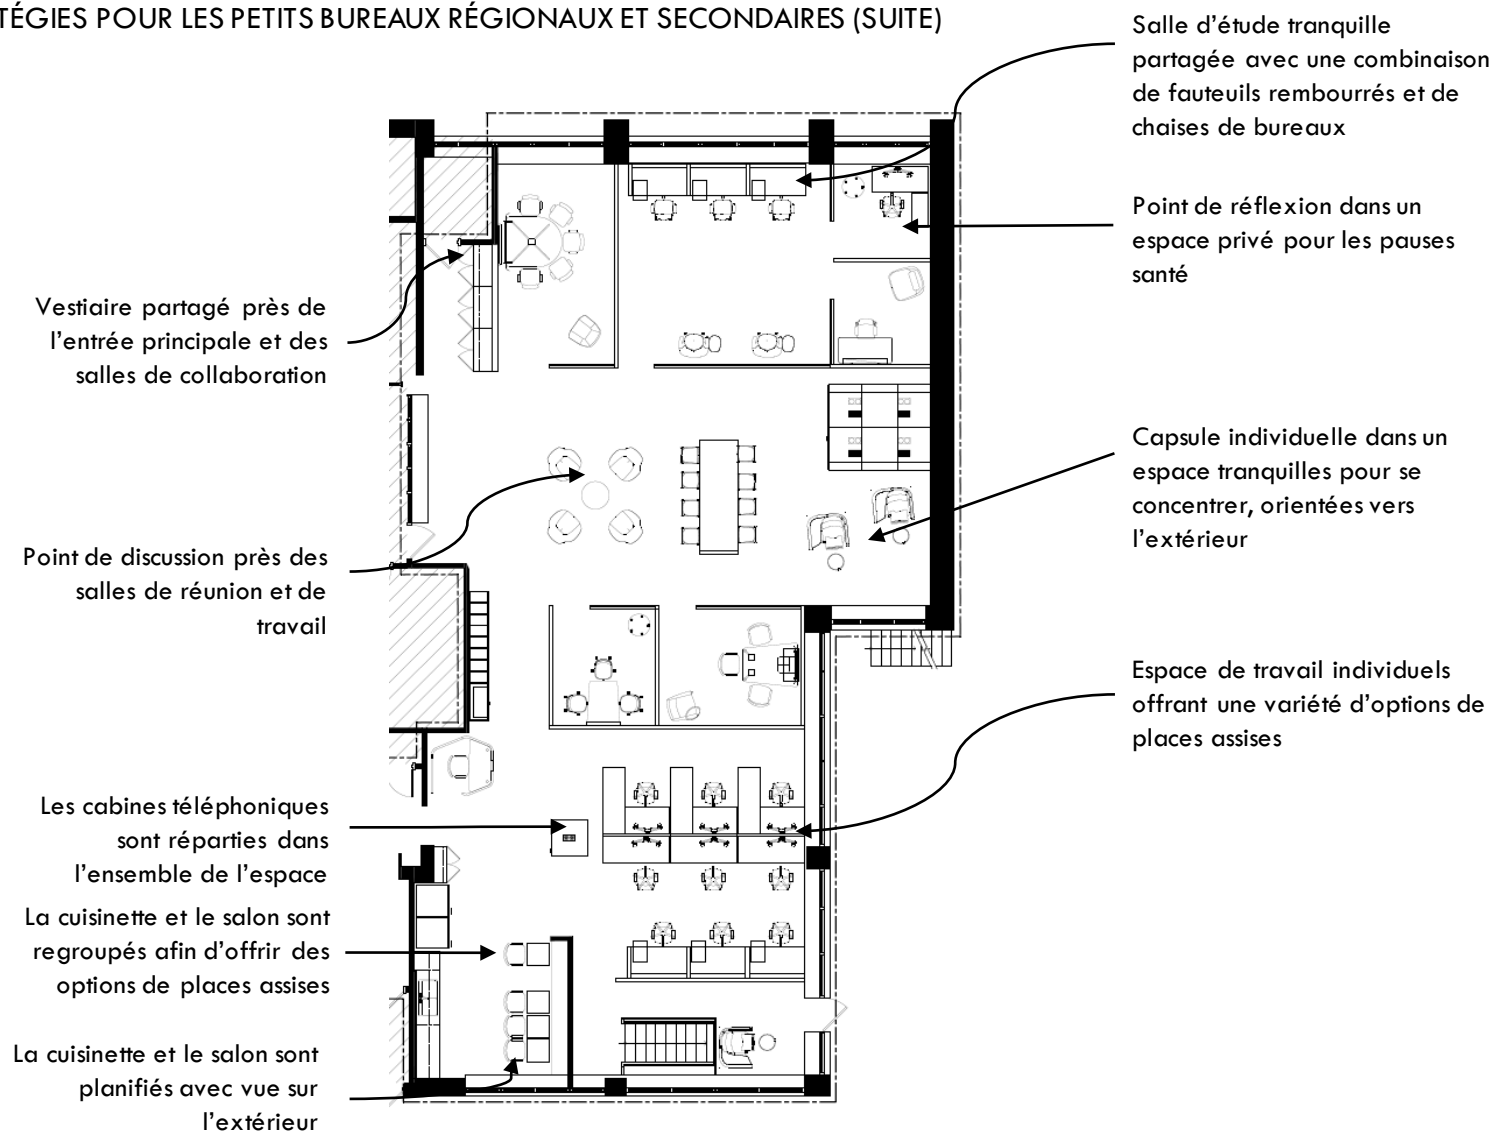 TÉGIES POUR LES PETITS BUREAUX RÉGIONAUX ET SECONDAIRES (SUITE)
Salle d'étude tranquille
partagée avec une combinaison
de fauteuils rembourrés et de
chaises de bureaux
Point de réflexion dans un
espace privé pour les pauses
santé
Capsule individuelle dans un
espace tranquilles pour se
concentrer, orientées vers
l'extérieur
Espace de travail individuels
offrant une variété d'options de
places assises
Vestiaire partagé près de
l'entrée principale et des
salles de collaboration
Point de discussion près des
salles de réunion et de
travail
Les cabines téléphoniques
sont réparties dans
l'ensemble de l'espace
La cuisinette et le salon sont
regroupés afin d'offrir des
options de places assises
La cuisinette et le salon sont
planifiés avec vue sur
l'extérieur